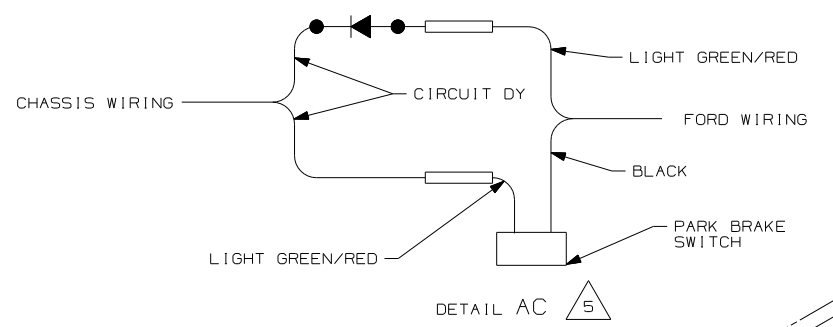 LIGHT GREEN/RED
CIRCUIT DY
CHASSIS WIRING
FORD WIRING
BLACK
PARK BRAKE
SWITCH
LIGHT GREEN/RED
DETAIL AC 5